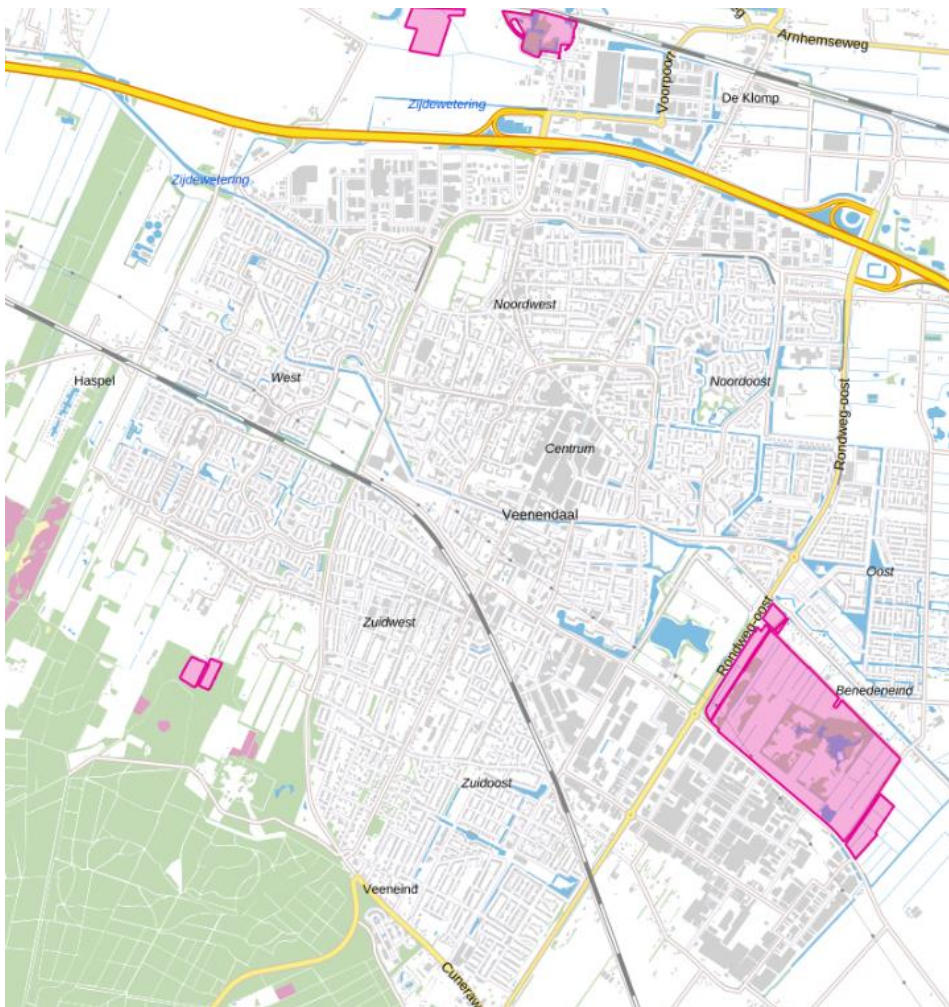 Arnhemseweg
Voorpoort
De Klomp
Zijdewetering
Zijdewetering
Noordwest
West
Haspel
Noordoost
Rondweg-oost
Centrum
Veenendaal
Oost
Zuidwest
Rondweg-oost
Benedeneind
Zuidoost
Veeneind
Cuneraw